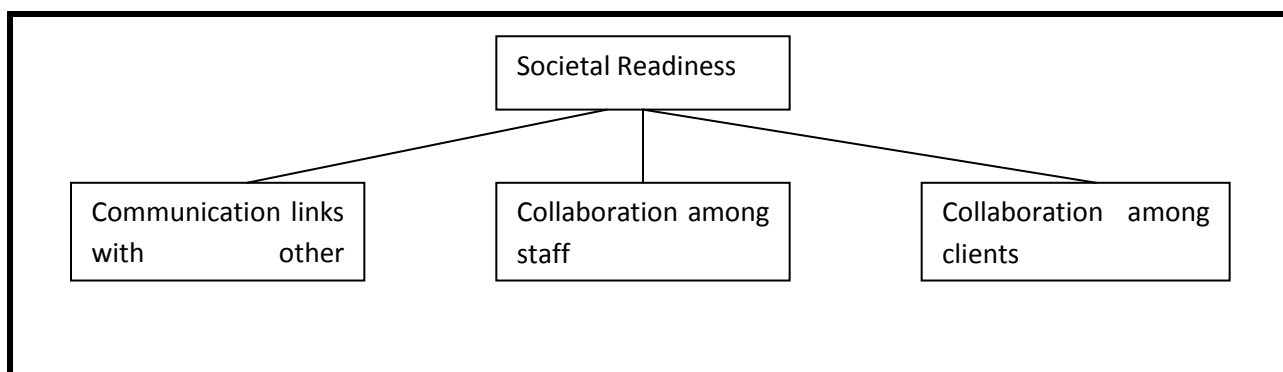 Societal Readiness
Communication links
with other
Collaboration among
staff
Collaboration among
clients